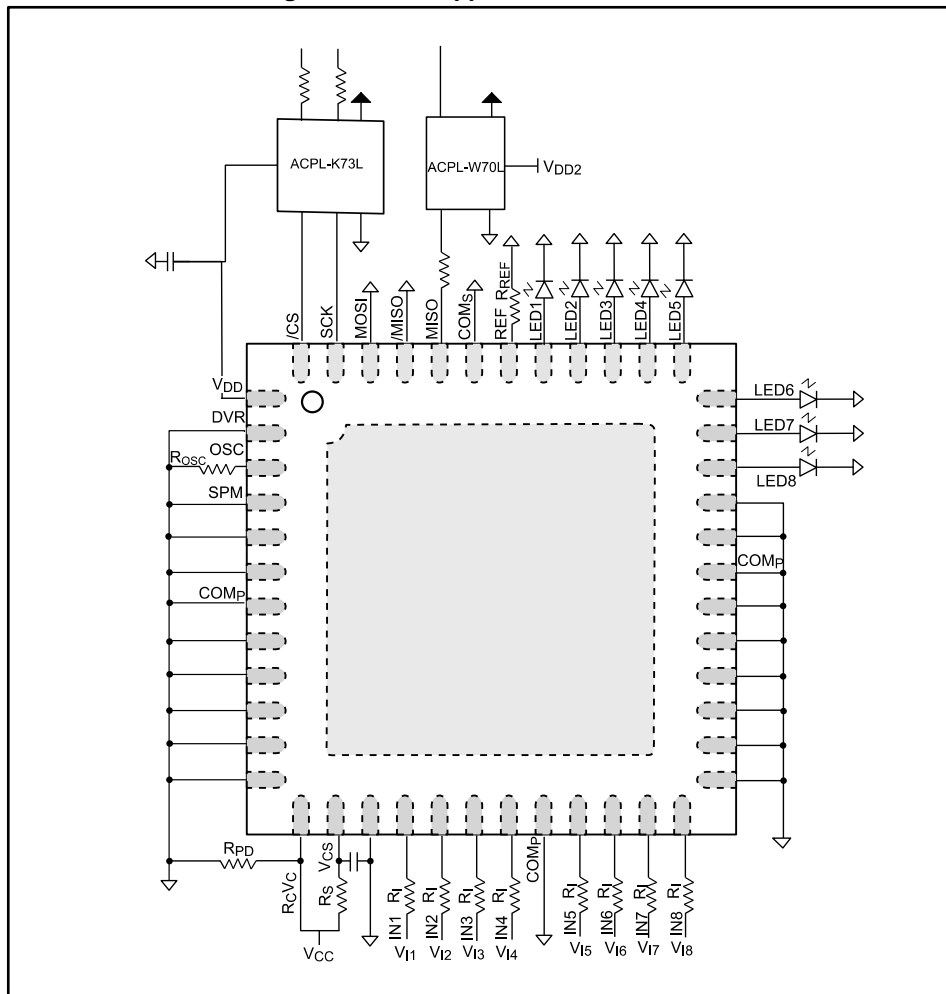 ACPL-K73L
ACPL-W70L
VDD2
/CS
SCK
MOSI
/MISO
MISO
COMS
REF RREF
LED1
LED2
LED3
LED4
LED5
VDD
DVR
OSC
ROSC
SPM
COMP
LED6
LED7
LED8
COMP
RPD
RCVC
RS
VCS
VCC
IN1 RI
IN2 RI
IN3 RI
IN4 RI
COMP
IN5 RI
IN6 RI
IN7 RI
IN8 RI
VI1
VI2
VI3
VI4
VI5
VI6
VI7
VI8